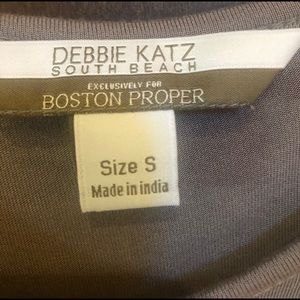 DEBBIE KATZ
SOUTH BEACH
EXCLUSIVELY FOR
BOSTON PROPER
Size S
Made in india